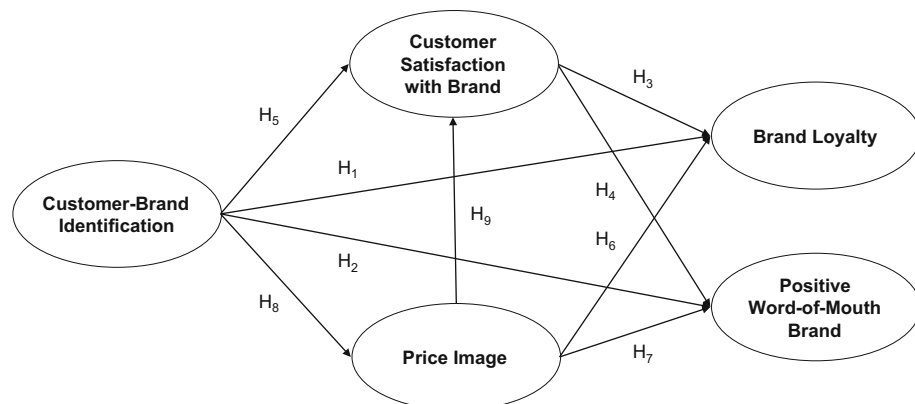 Customer
Satisfaction
with Brand
H₃
H₅
Brand Loyalty
H₁
H₄
Customer-Brand
Identification
H₉
H₆
H₂
Positive
Word-of-Mouth
Brand
H₈
Price Image
H₇